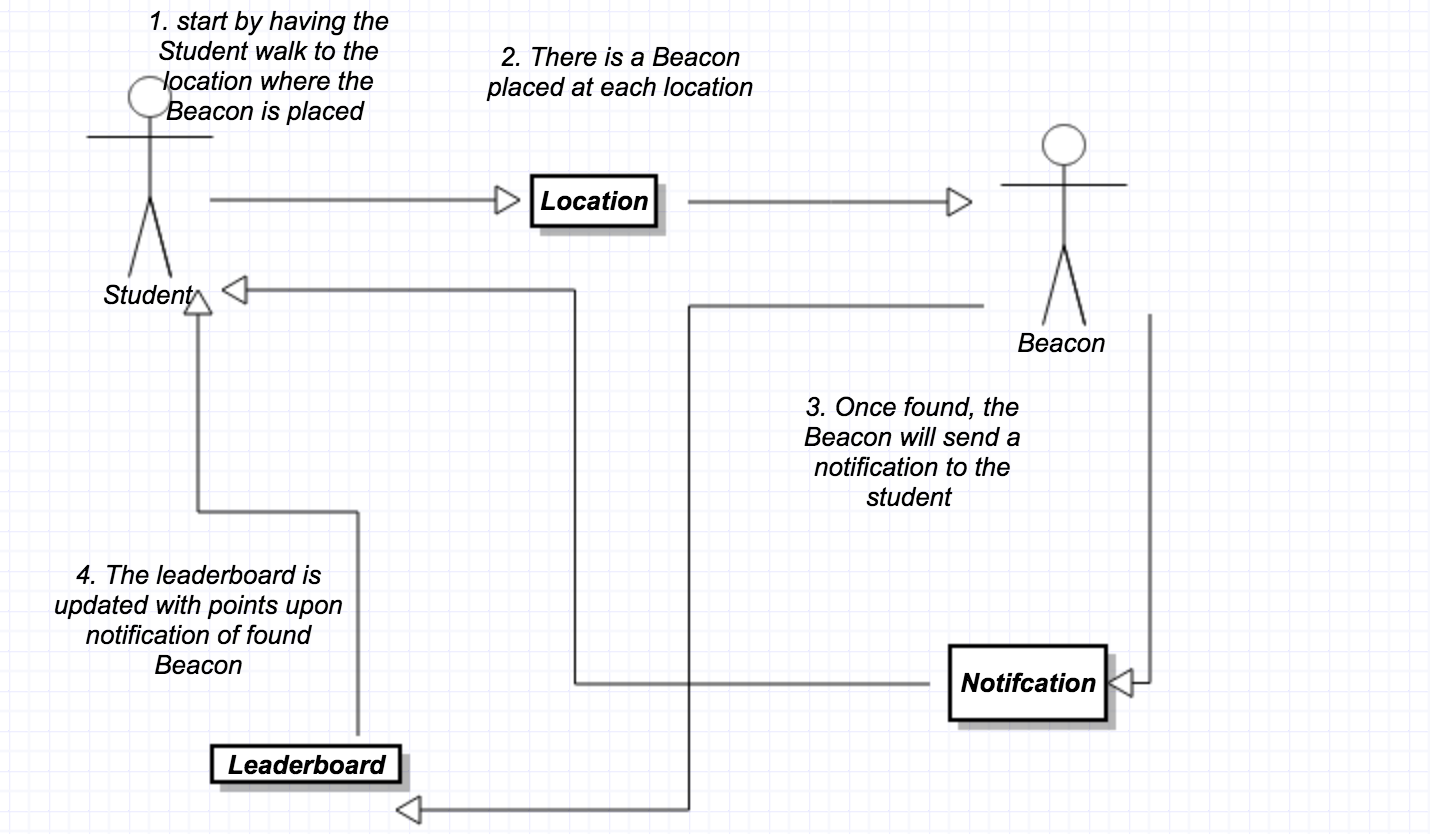 1. start by having the
Student walk to the
location where the
Beacon is placed
2. There is a Beacon
placed at each location
Location
Student
Beacon
3. Once found, the
Beacon will send a
notification to the
student
4. The leaderboard is
updated with points upon
notification of found
Beacon
Notifcation
Leaderboard